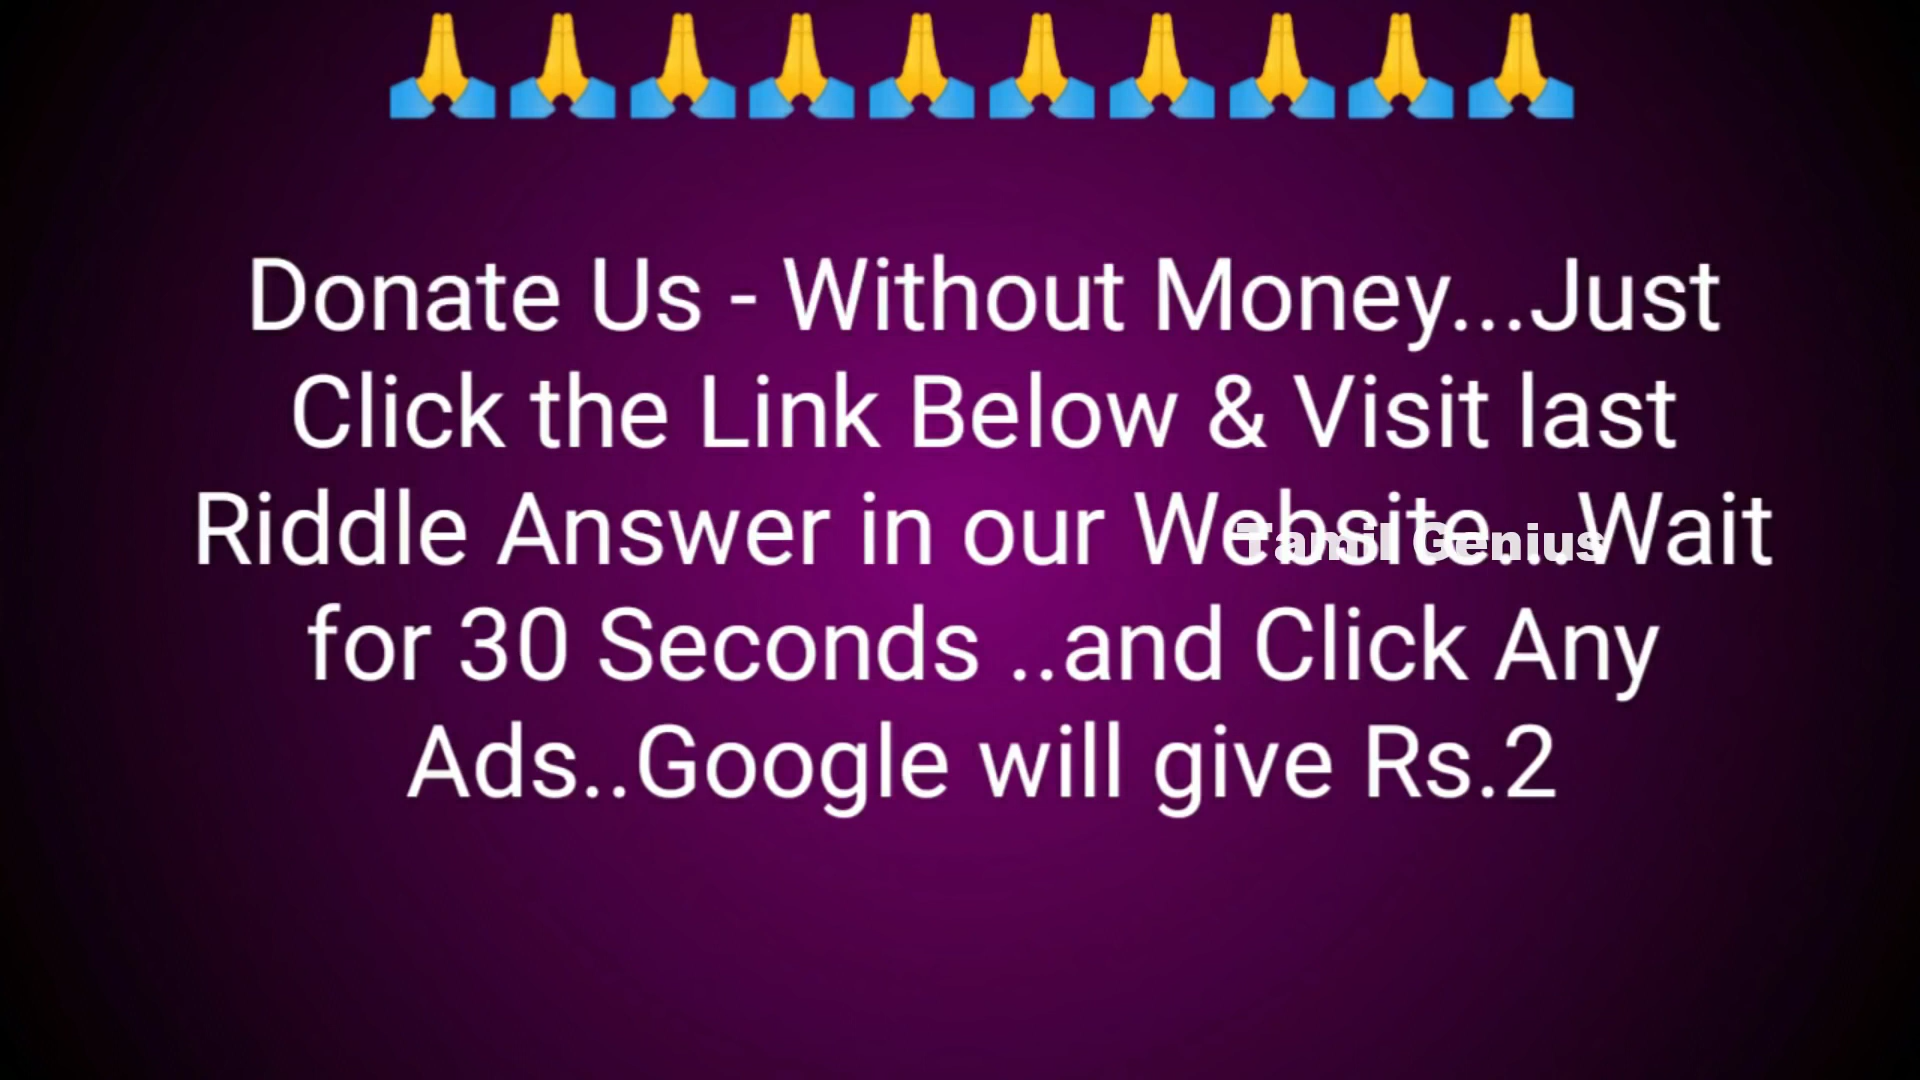 🙏🙏🙏🙏🙏🙏🙏🙏🙏🙏
Donate Us - Without Money...Just
Click the Link Below & Visit last
Riddle Answer in our Website....Wait
Tamil Genius
for 30 Seconds ..and Click Any
Ads..Google will give Rs.2